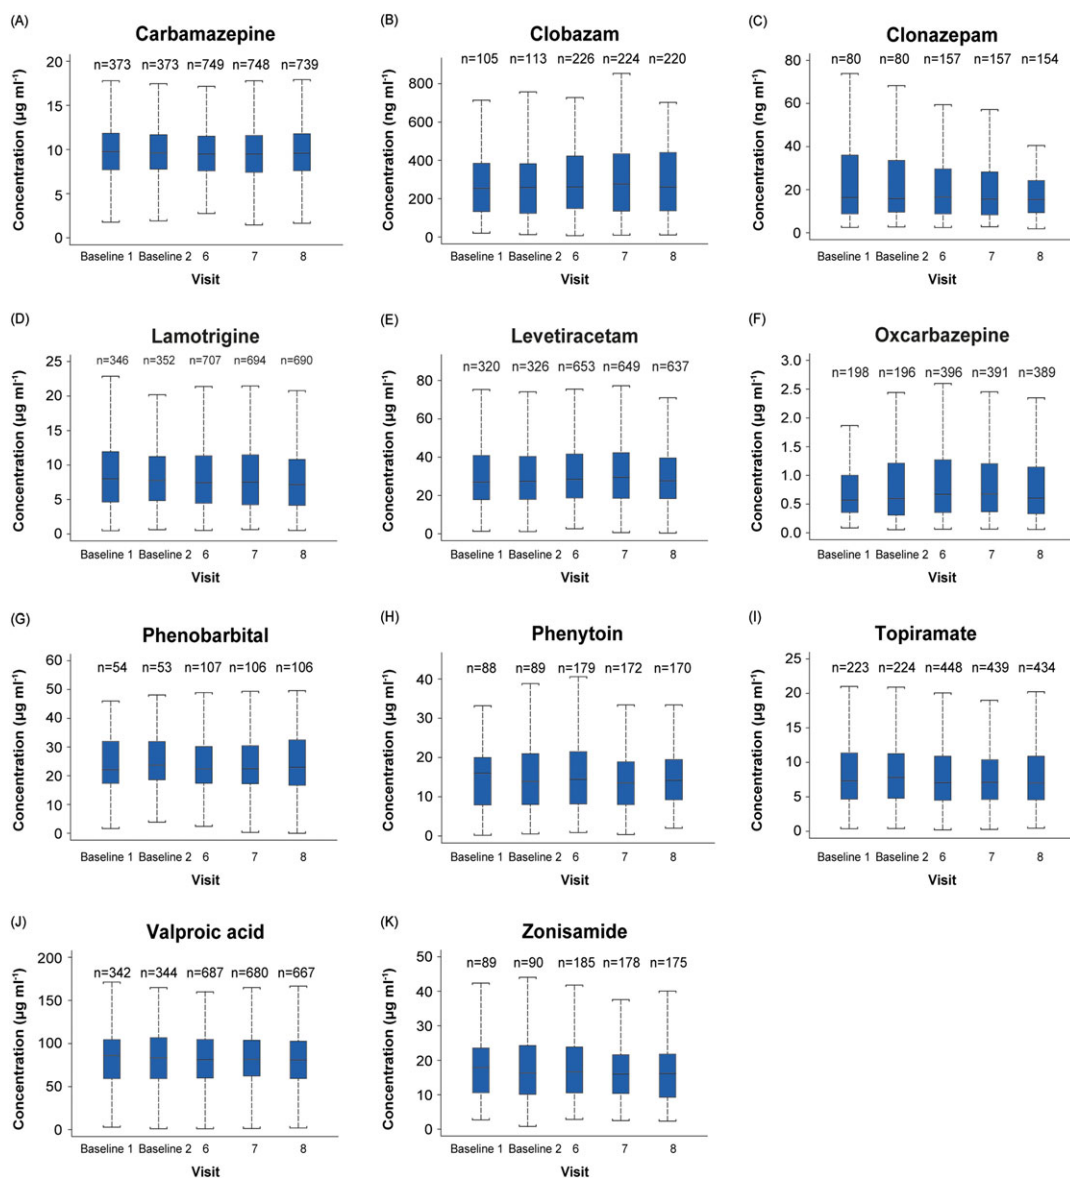 (A)
Carbamazepine
n=373 n=373 n=749 n=748 n=739
Concentration (µg ml⁻¹)
20
15
10
5
0
Baseline 1 Baseline 2 6 7 8
Visit
(B)
Clobazam
n=105 n=113 n=226 n=224 n=220
Concentration (ng ml⁻¹)
800
600
400
200
0
Baseline 1 Baseline 2 6 7 8
Visit
(C)
Clonazepam
n=80 n=80 n=157 n=157 n=154
Concentration (ng ml⁻¹)
80
60
40
20
0
Baseline 1 Baseline 2 6 7 8
Visit
(D)
Lamotrigine
n=346 n=352 n=707 n=694 n=690
Concentration (µg ml⁻¹)
25
20
15
10
5
0
Baseline 1 Baseline 2 6 7 8
Visit
(E)
Levetiracetam
n=320 n=326 n=653 n=649 n=637
Concentration (µg ml⁻¹)
80
60
40
20
0
Baseline 1 Baseline 2 6 7 8
Visit
(F)
Oxcarbazepine
n=198 n=196 n=396 n=391 n=389
Concentration (µg ml⁻¹)
3.0
2.5
2.0
1.5
1.0
0.5
0.0
Baseline 1 Baseline 2 6 7 8
Visit
(G)
Phenobarbital
n=54 n=53 n=107 n=106 n=106
Concentration (µg ml⁻¹)
60
50
40
30
20
10
0
Baseline 1 Baseline 2 6 7 8
Visit
(H)
Phenytoin
n=88 n=89 n=179 n=172 n=170
Concentration (µg ml⁻¹)
40
30
20
10
0
Baseline 1 Baseline 2 6 7 8
Visit
(I)
Topiramate
n=223 n=224 n=448 n=439 n=434
Concentration (µg ml⁻¹)
25
20
15
10
5
0
Baseline 1 Baseline 2 6 7 8
Visit
(J)
Valproic acid
n=342 n=344 n=687 n=680 n=667
Concentration (µg ml⁻¹)
200
150
100
50
0
Baseline 1 Baseline 2 6 7 8
Visit
(K)
Zonisamide
n=89 n=90 n=185 n=178 n=175
Concentration (µg ml⁻¹)
50
40
30
20
10
0
Baseline 1 Baseline 2 6 7 8
Visit